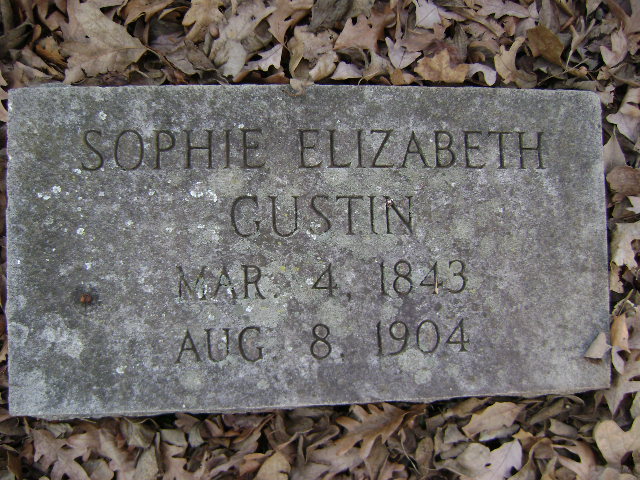 SOPHIE ELIZABETH
GUSTIN
MAR. 4, 1843
AUG 8, 1904